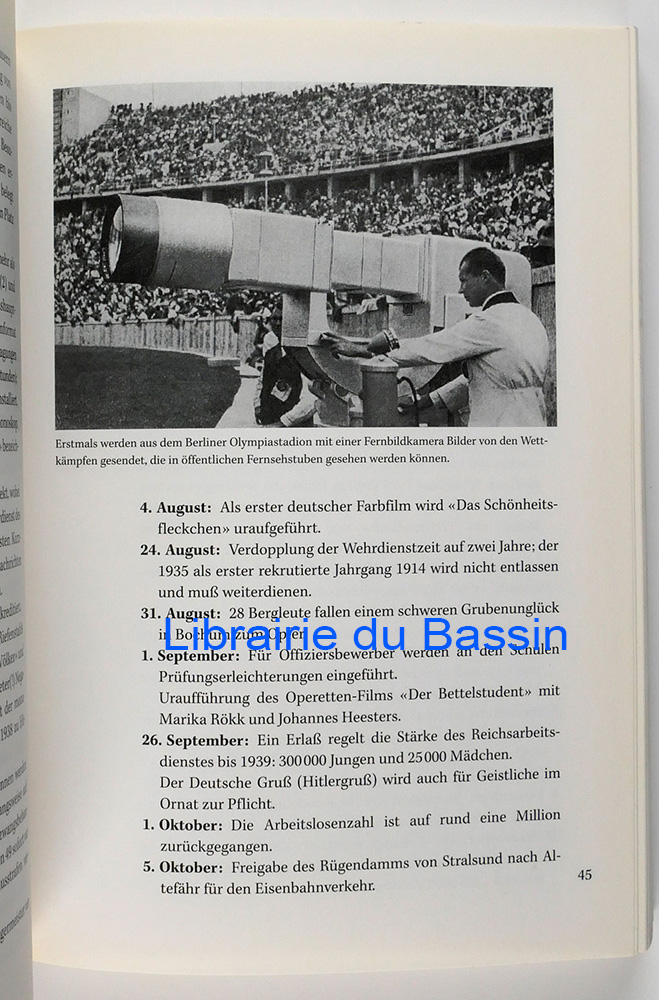 Erstmals werden aus dem Berliner Olympiastadion mit einer Fernbildkamera Bilder von den Wett-
kämpfen gesendet, die in öffentlichen Fernsehstuben gesehen werden können.
4. August: Als erster deutscher Farbfilm wird «Das Schönheits-
fleckchen» uraufgeführt.
24. August: Verdopplung der Wehrdienstzeit auf zwei Jahre; der
1935 als erster rekrutierte Jahrgang 1914 wird nicht entlassen
und muß weiterdienen.
31. August: 28 Bergleute fallen einem schweren Grubenunglück
in Bochum zum Opfer.
Librairie du Bassin
1. September: Für Offiziersbewerber werden an den Schulen
Prüfungserleichterungen eingeführt.
Uraufführung des Operetten-Films «Der Bettelstudent» mit
Marika Rökk und Johannes Heesters.
26. September: Ein Erlaß regelt die Stärke des Reichsarbeits-
dienstes bis 1939: 300000 Jungen und 25000 Mädchen.
Der Deutsche Gruß (Hitlergruß) wird auch für Geistliche im
Ornat zur Pflicht.
1. Oktober: Die Arbeitslosenzahl ist auf rund eine Million
zurückgegangen.
5. Oktober: Freigabe des Rügendamms von Stralsund nach Al-
tefähr für den Eisenbahnverkehr.
45